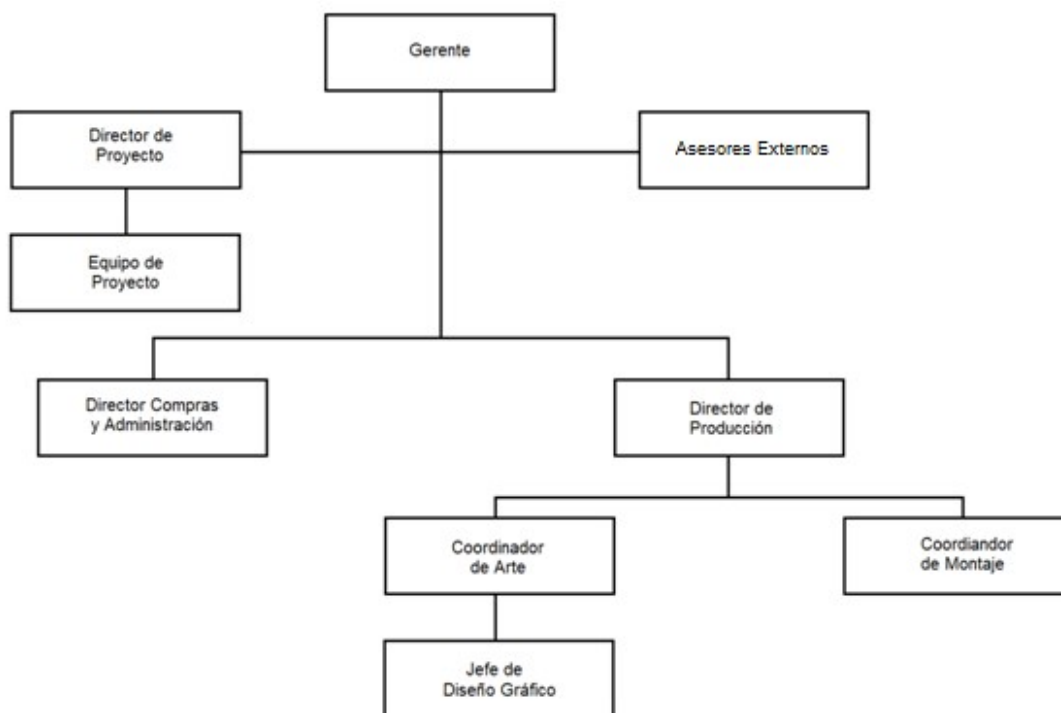 Gerente
Director de
Proyecto
Asesores Externos
Equipo de
Proyecto
Director Compras
y Administración
Director de
Producción
Coordinador
de Arte
Coordiandor
de Montaje
Jefe de
Diseño Gráfico